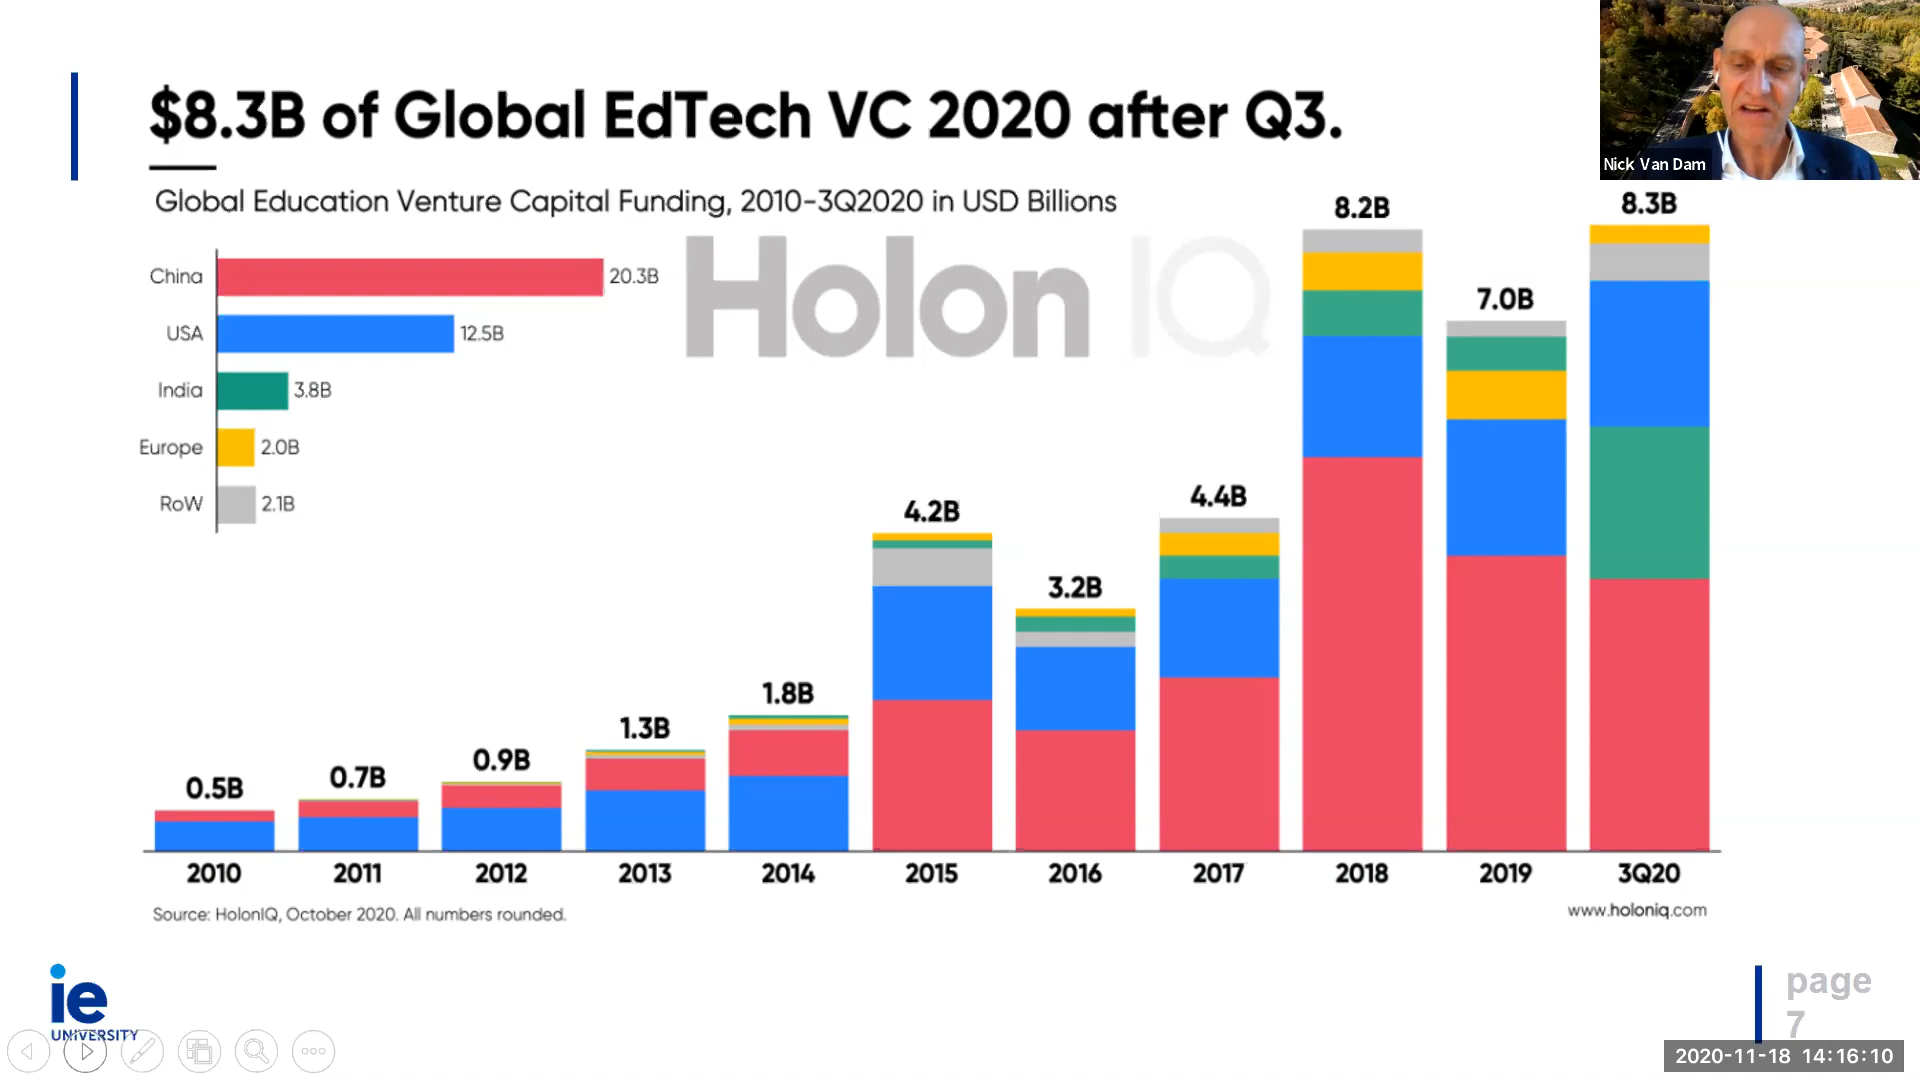 $8.3B of Global EdTech VC 2020 after Q3.
Nick Van Dam
Global Education Venture Capital Funding, 2010-3Q2020 in USD Billions
Holon IQ
China 20.3B
USA 12.5B
India 3.8B
Europe 2.0B
RoW 2.1B
0.5B
0.7B
0.9B
1.3B
1.8B
4.2B
3.2B
4.4B
8.2B
7.0B
8.3B
2010 2011 2012 2013 2014 2015 2016 2017 2018 2019 3Q20
Source: HolonIQ, October 2020. All numbers rounded.
www.holoniq.com
ie
UNIVERSITY
page
7
2020-11-18 14:16:10